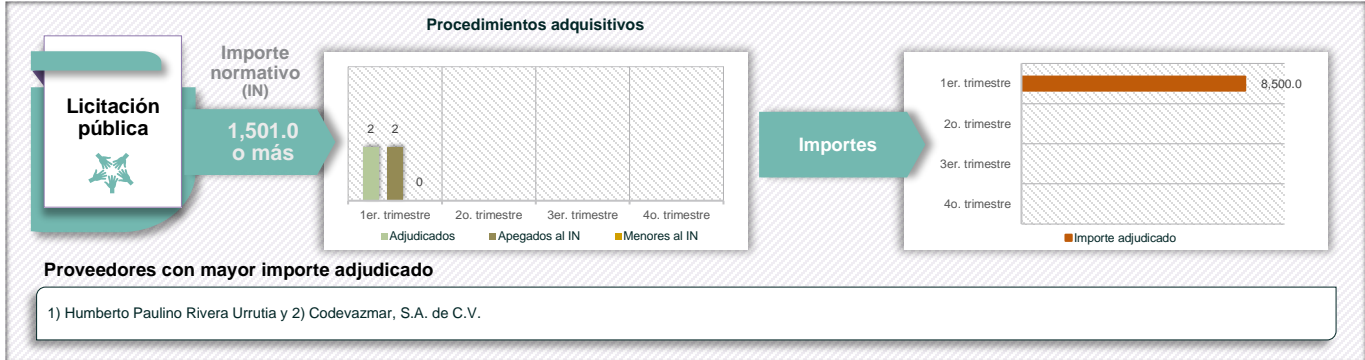 Procedimientos adquisitivos
Licitación
pública
Importe
normativo
(IN)
1,501.0
o más
2 2
0
1er. trimestre 2o. trimestre 3er. trimestre 4o. trimestre
Adjudicados Apegados al IN Menores al IN
Importes
1er. trimestre 8,500.0
2o. trimestre
3er. trimestre
4o. trimestre
Importe adjudicado
Proveedores con mayor importe adjudicado
1) Humberto Paulino Rivera Urrutia y 2) Codevazmar, S.A. de C.V.